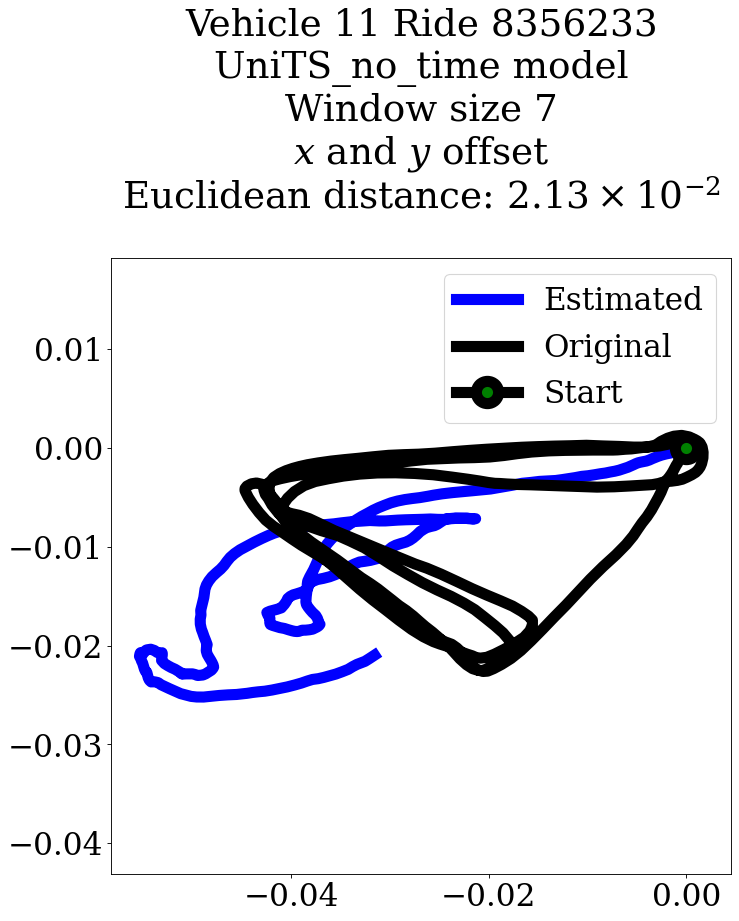 Vehicle 11 Ride 8356233
UniTS_no_time model
Window size 7
x and y offset
Euclidean distance: 2.13 × 10⁻²
Estimated
Original
Start
0.01
0.00
−0.01
−0.02
−0.03
−0.04
−0.04 −0.02 0.00